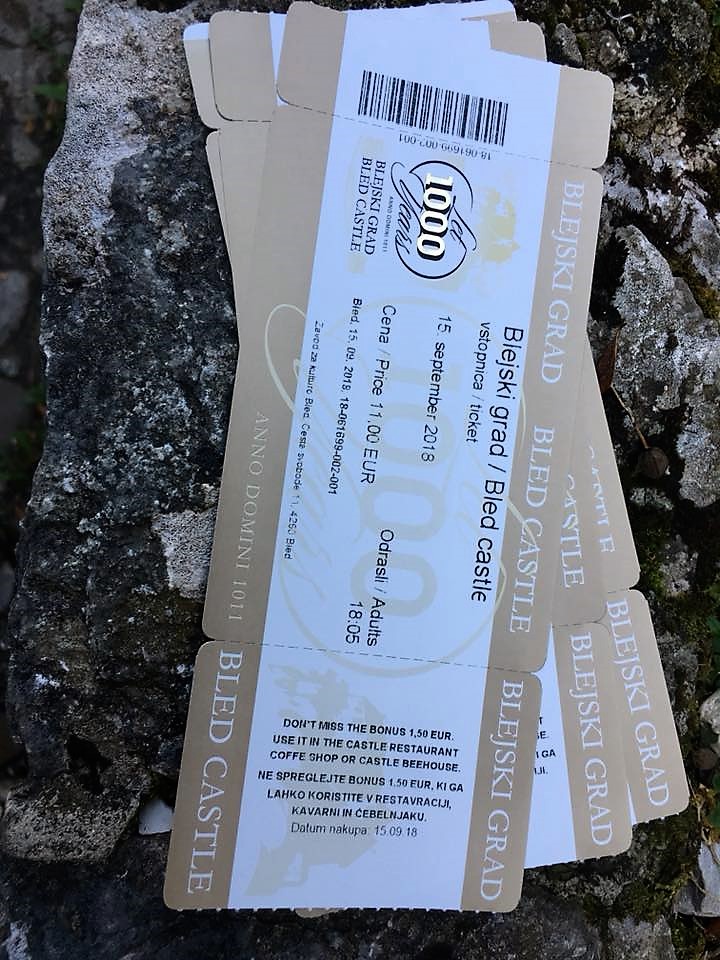 18-061699-002-001
1000
Years
ANNO DOMINI 1011
BLEJSKI GRAD
BLED CASTLE
BLEJSKI GRAD BLED CASTLE
Blejski grad / Bled castle
vstopnica / ticket
15. september 2018
Cena / Price 11.00 EUR Odrasli / Adults
18:05
Bled, 15. 09. 2018, 18-061699-002-001
Zavod za kulturo Bled, Cesta svobode 11, 4260 Bled
1000
ANNO DOMINI 1011
BLED CASTLE
BLEJSKI GRAD
DON'T MISS THE BONUS 1,50 EUR.
USE IT IN THE CASTLE RESTAURANT
COFFE SHOP OR CASTLE BEEHOUSE.
NE SPREGLEJTE BONUS 1.50 EUR, KI GA
LAHKO KORISTITE V RESTAVRACIJI,
KAVARNI IN ČEBELNJAKU.
Datum nakupa: 15.09.18
CASTLE
BLEJSKI GRAD
BLEJSKI GRAD